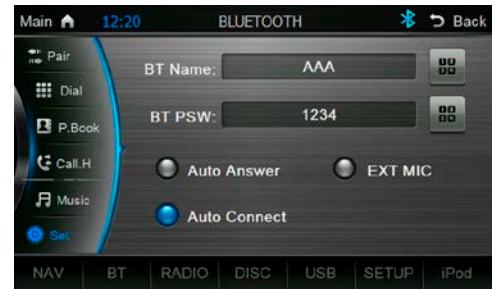 Main 12:20 BLUETOOTH Back
Pair
BT Name: ΛΛΛ
Dial
BT PSW: 1234
P.Book
Call.H
Auto Answer EXT MIC
Music
Auto Connect
Set
NAV BT RADIO DISC USB SETUP iPod